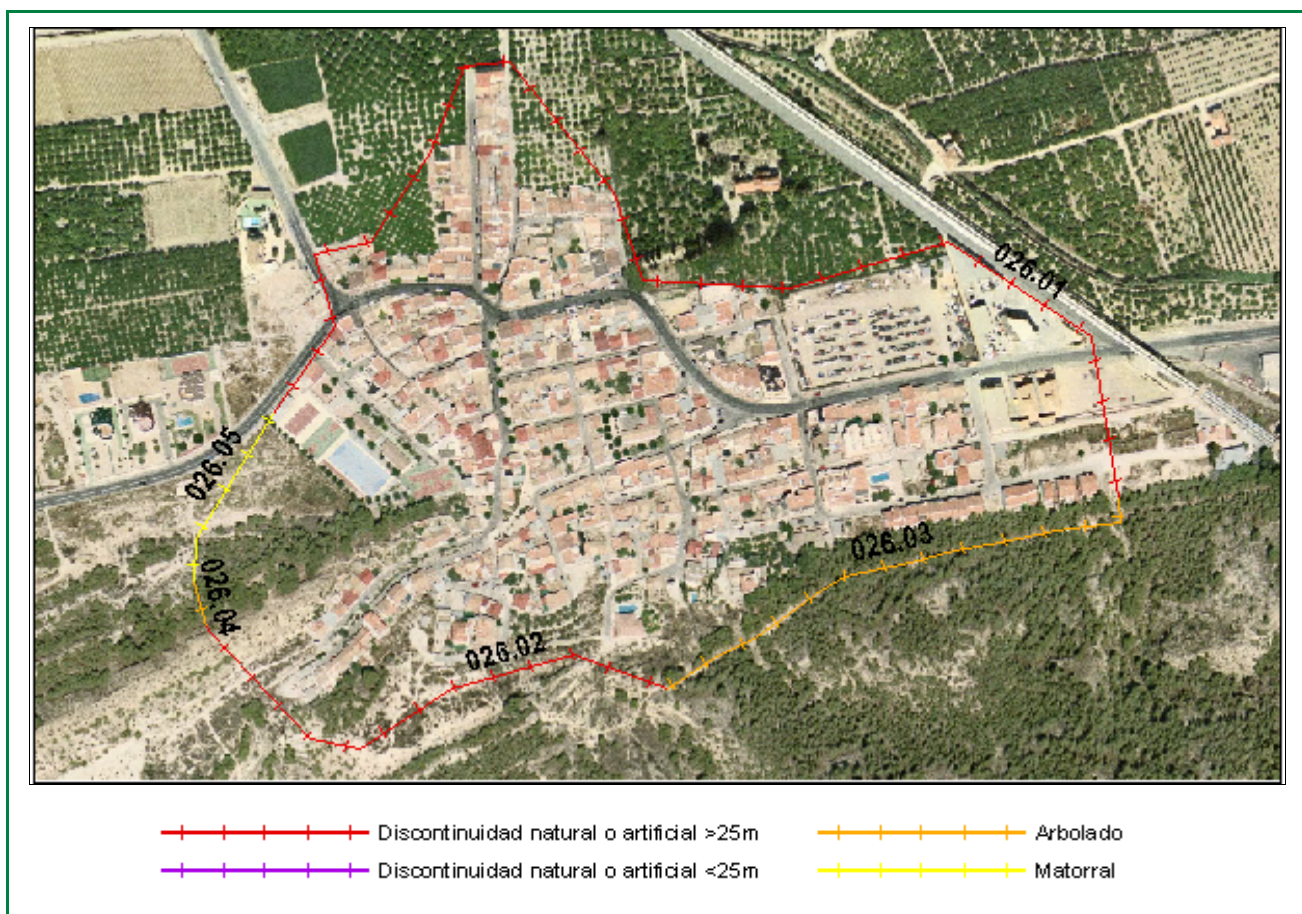 026.01
026.05
026.03
026.04
026.02
Discontinuidad natural o artificial >25m
Arbolado
Discontinuidad natural o artificial <25m
Matorral